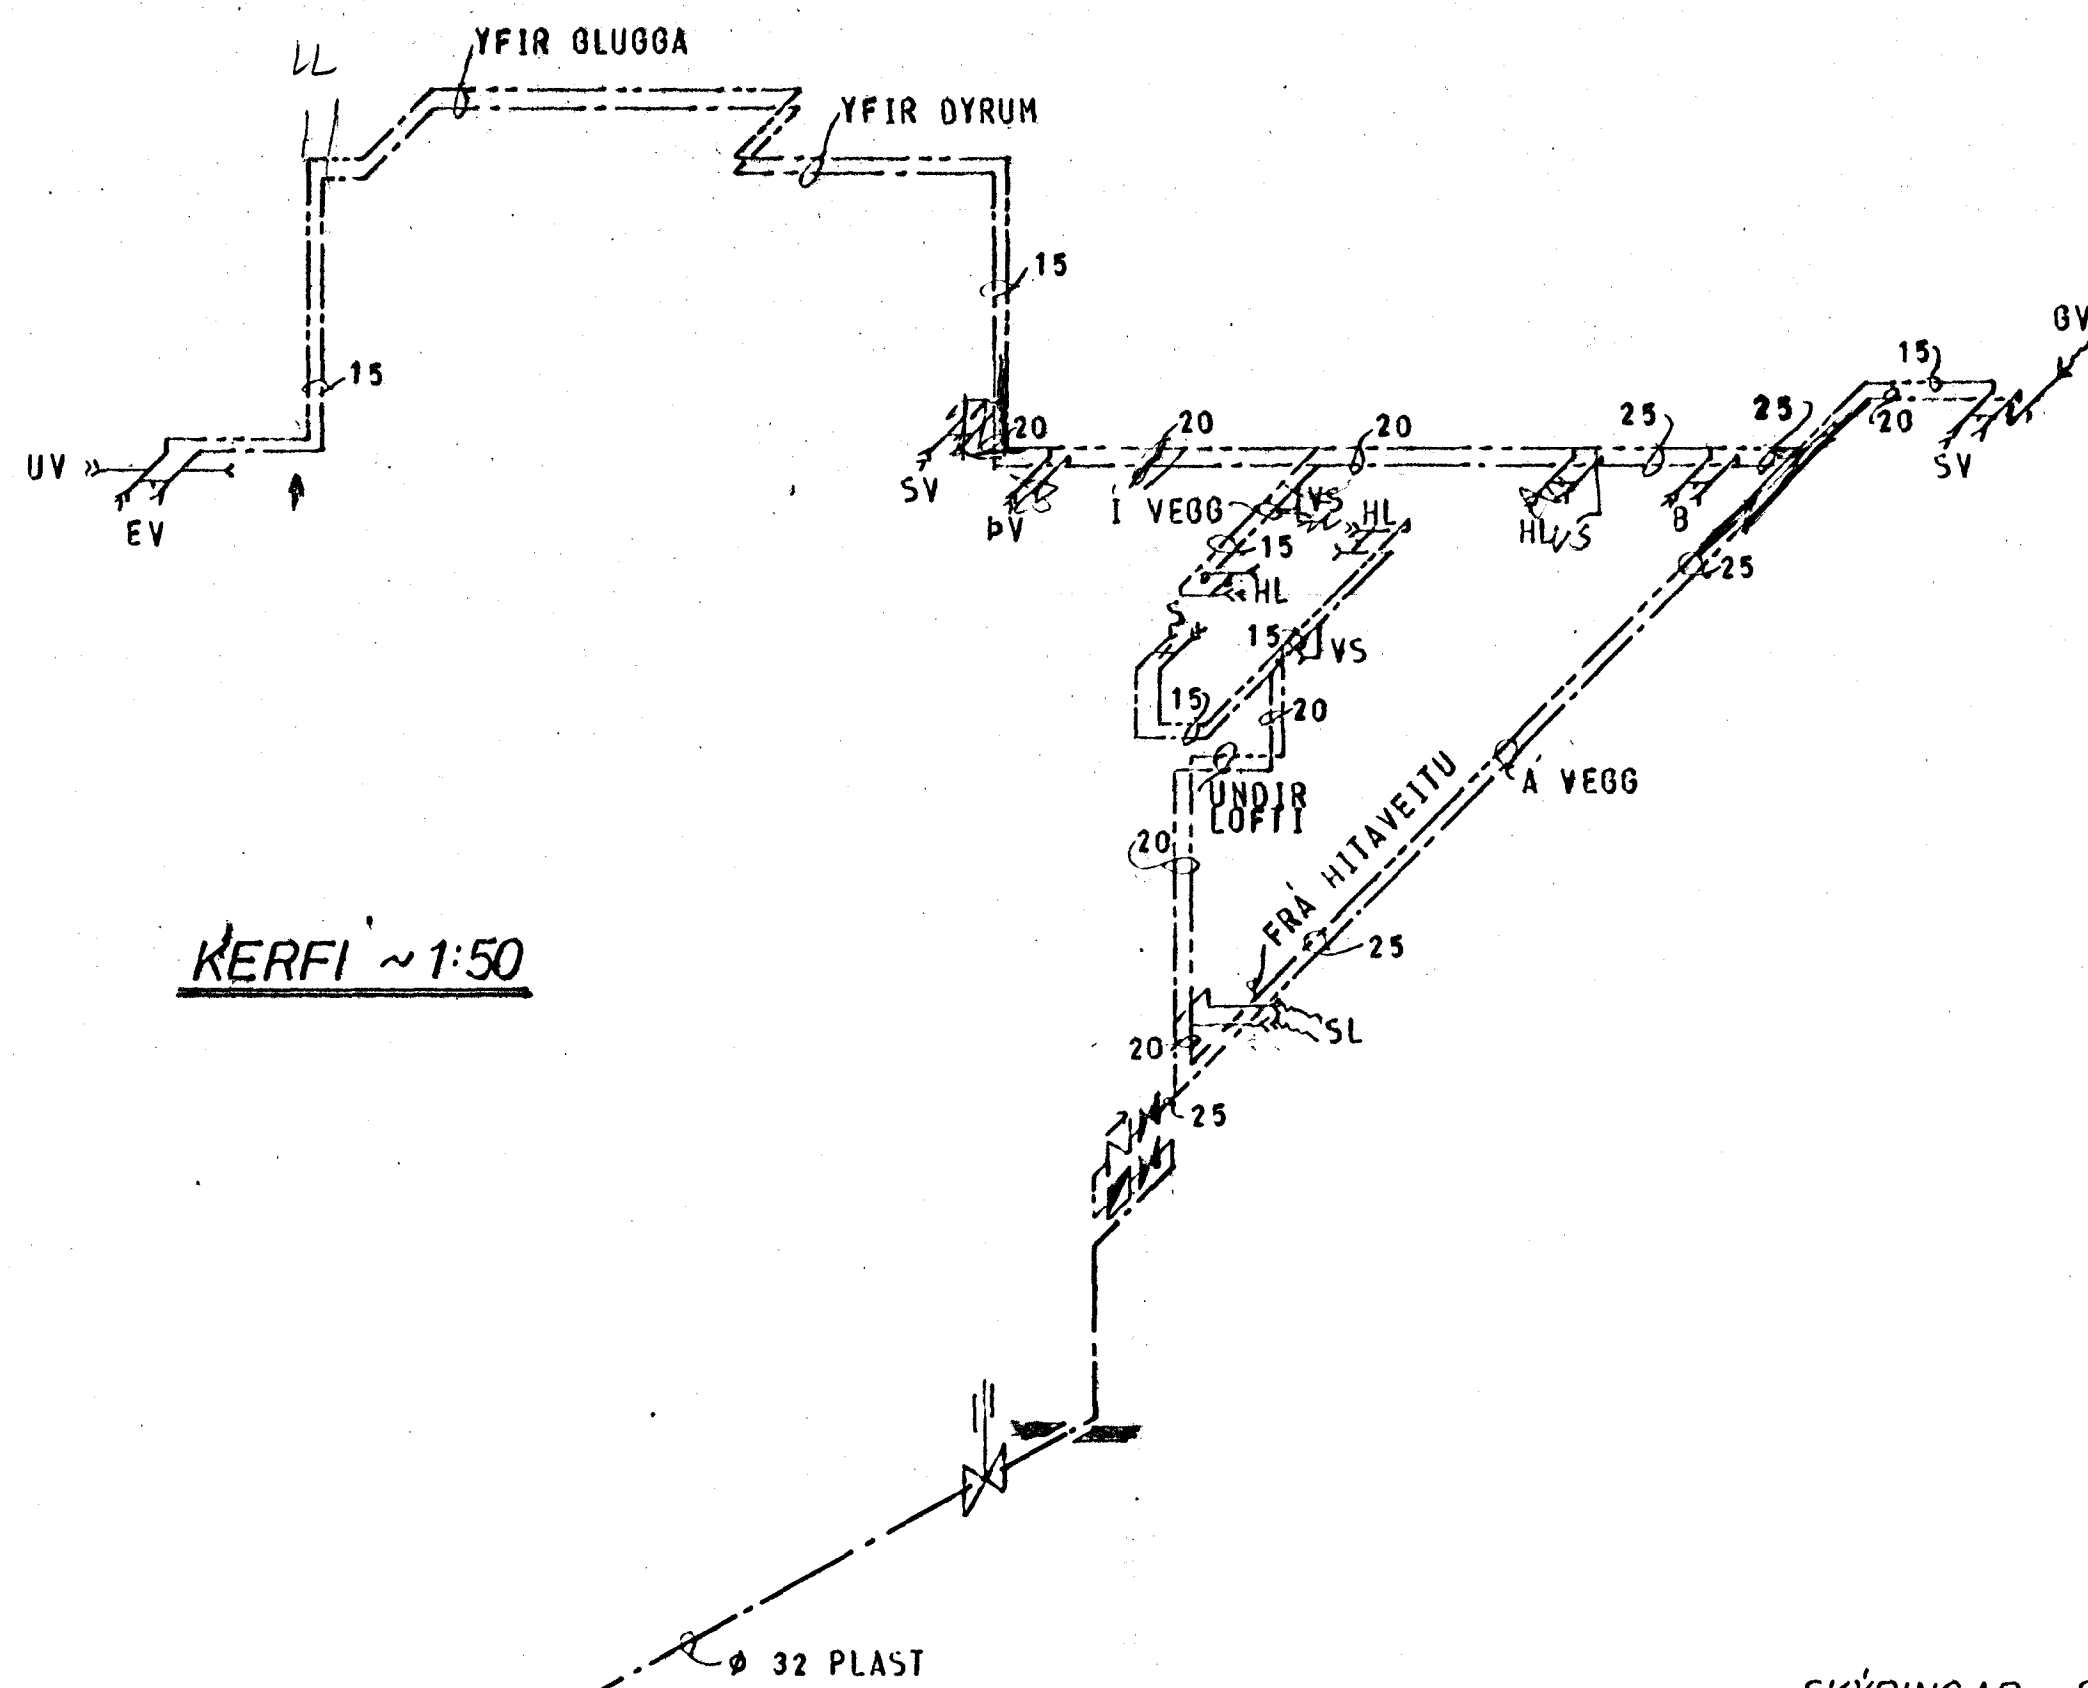 YFIR GLUGGA
YFIR DYRUM
15
15
GV
15
20
25
25
20
20
20
SV
UV
EV
SV
ÞV
Í VEGG
VS
HL
HL
VS
B
25
15
HL
S
15
VS
15
20
UNDIR
LOFTI
Á VEGG
20
FRÁ HITAVEITU
25
KERFI ~ 1:50
SL
20
25
ø 32 PLAST